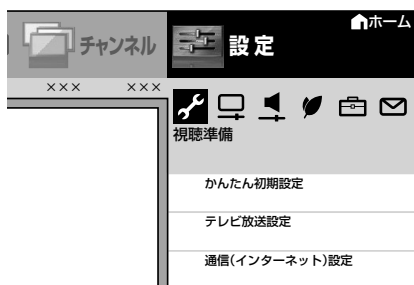 ホーム
チャンネル
設定
××× ×××
視聴準備
かんたん初期設定
テレビ放送設定
通信(インターネット)設定